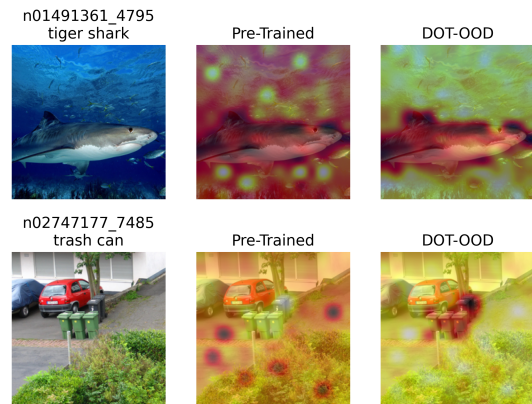 n01491361_4795
tiger shark
Pre-Trained
DOT-OOD
n02747177_7485
trash can
Pre-Trained
DOT-OOD